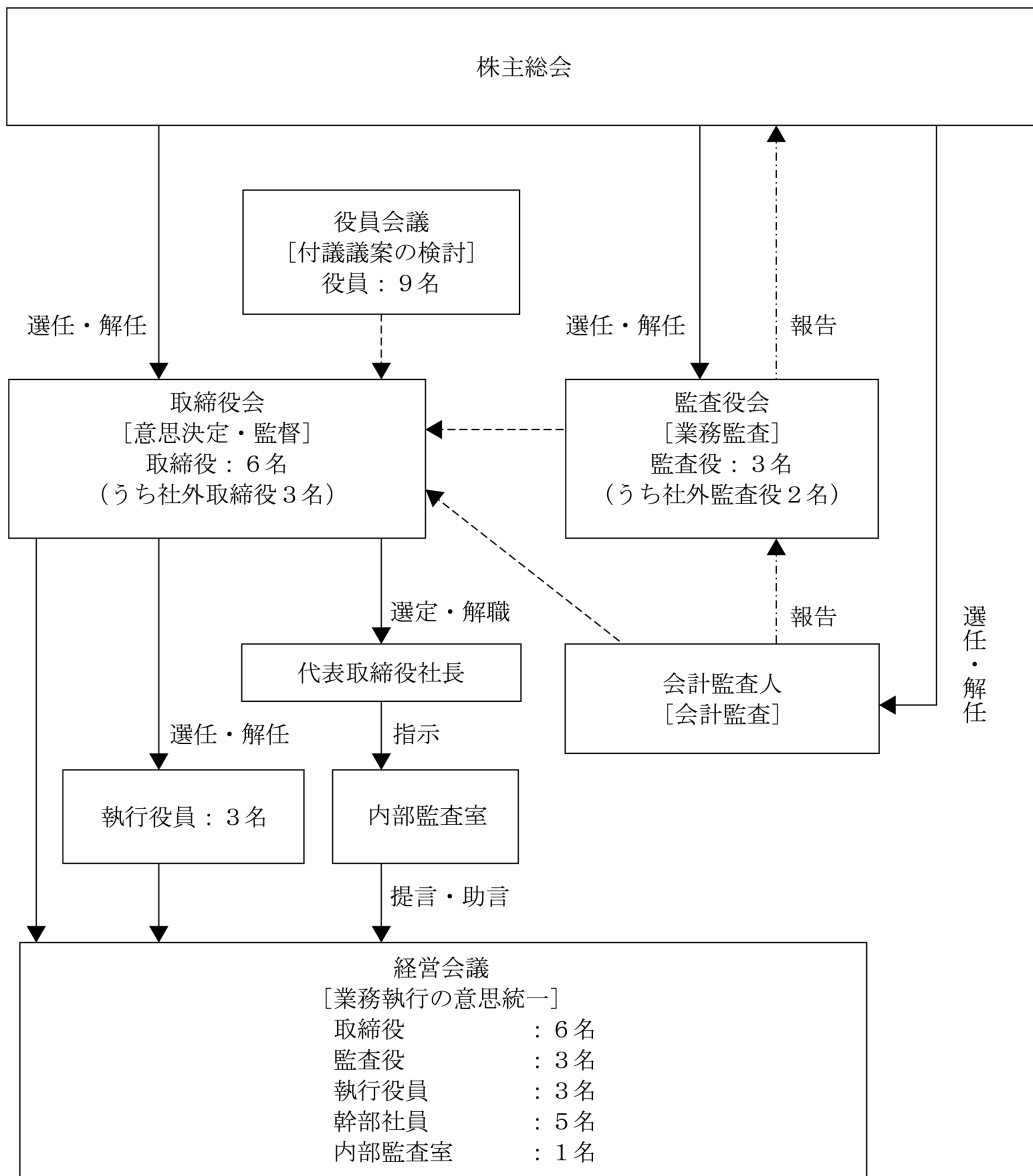 株主総会
役員会議
［付議議案の検討］
役員：９名
選任・解任
選任・解任
報告
取締役会
［意思決定・監督］
取締役：６名
（うち社外取締役３名）
監査役会
［業務監査］
監査役：３名
（うち社外監査役２名）
選定・解職
報告
選任・解任
代表取締役社長
会計監査人
［会計監査］
選任・解任
指示
執行役員：３名
内部監査室
提言・助言
経営会議
［業務執行の意思統一］
取締役　　　　　：６名
監査役　　　　　：３名
執行役員　　　　：３名
幹部社員　　　　：５名
内部監査室　　　：１名